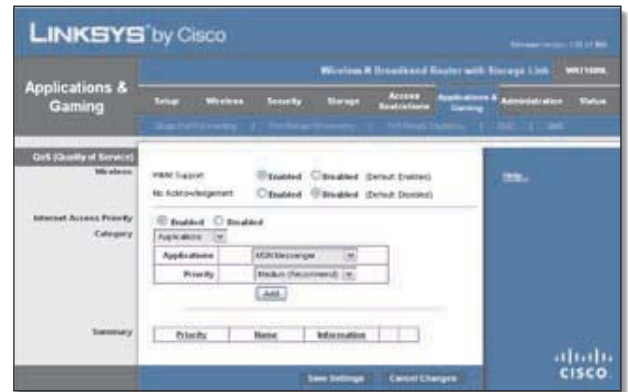 LINKSYS by Cisco
Wireless-N Broadband Router with Storage Link WRT160NL
Applications & Gaming
Setup Wireless Security Storage Access Restrictions Applications & Gaming Administration Status
QoS (Quality of Service)
Wireless
WMM Support: Enabled Disabled (Default: Enabled)
No Acknowledgement: Enabled Disabled (Default: Disabled)
Help...
Internet Access Priority
Enabled Disabled
Category
Applications
Applications MSN Messenger
Priority Medium (Recommend)
Add
Summary
Priority Name Information
Save Settings Cancel Changes
CISCO